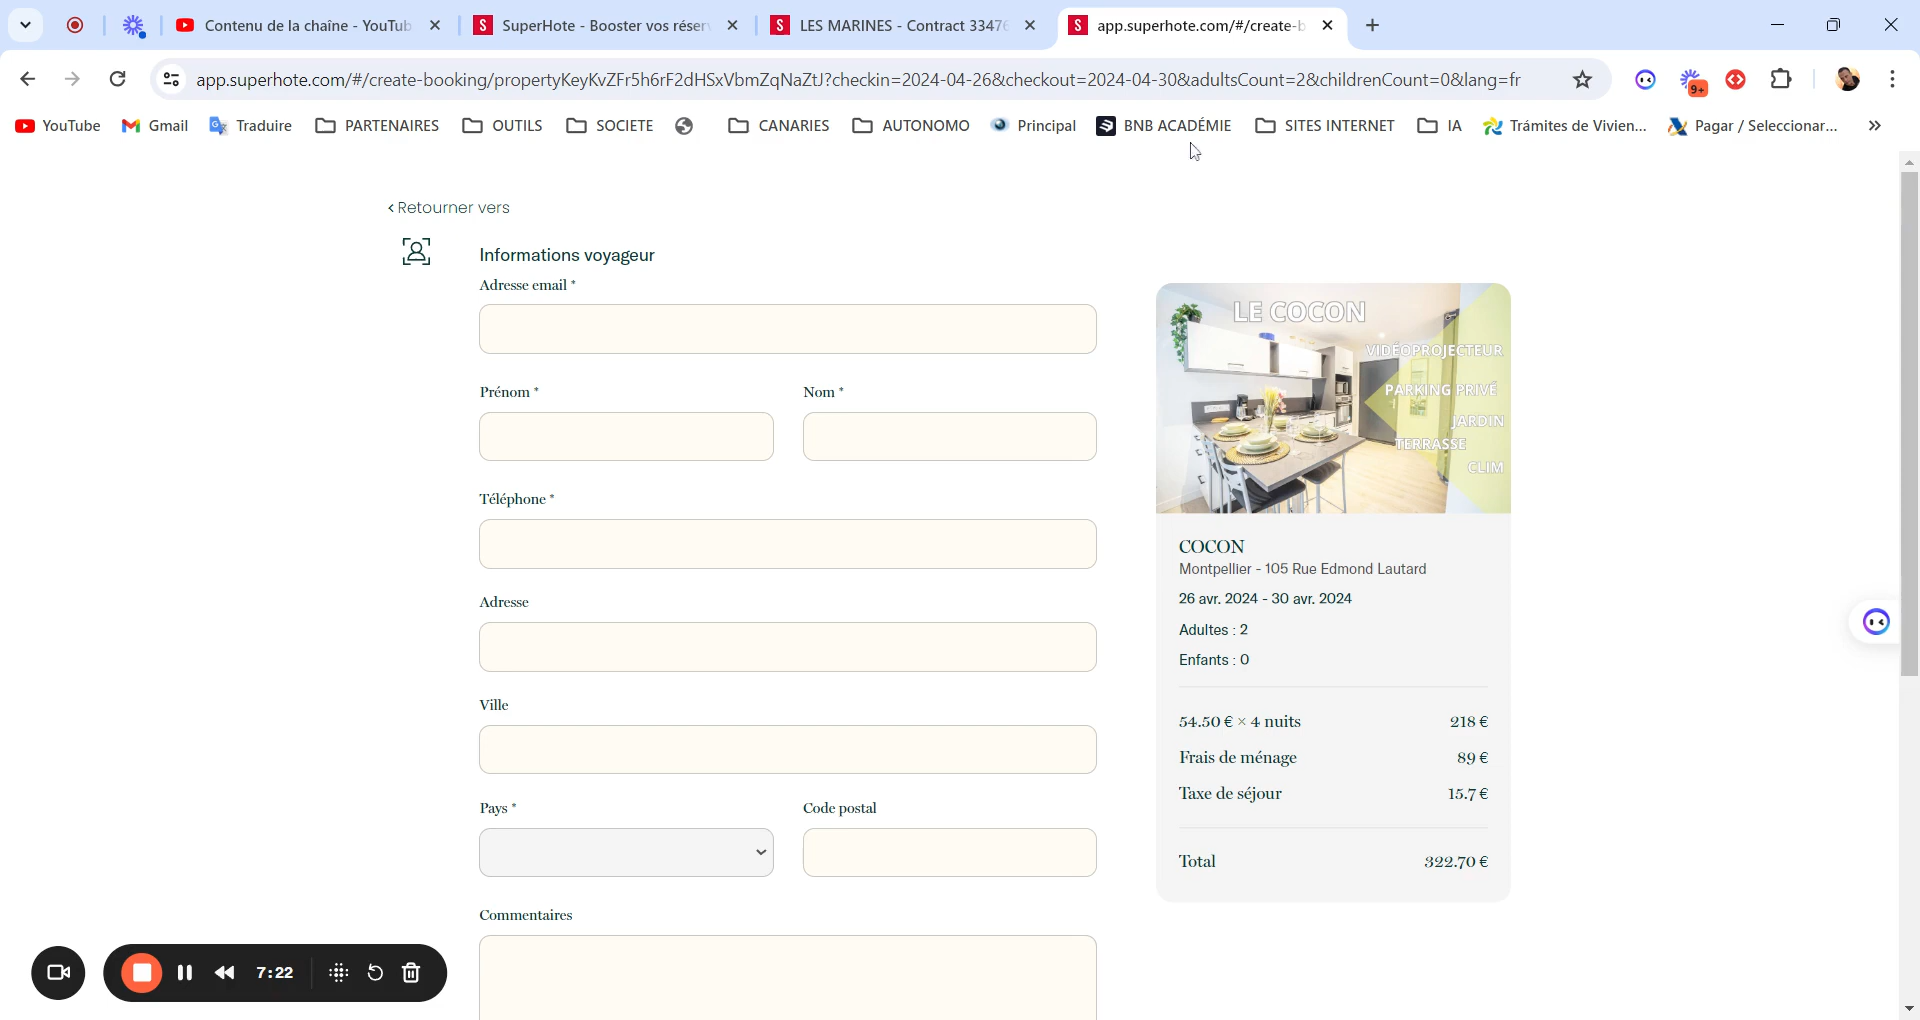 Contenu de la chaîne - YouTub
SuperHote - Booster vos réser
LES MARINES - Contract 33476
app.superhote.com/#/create-b
app.superhote.com/#/create-booking/propertyKeyKvZFr5h6rF2dHSxVbmZqNaZtJ?checkin=2024-04-26&checkout=2024-04-30&adultsCount=2&childrenCount=0&lang=fr
9+
YouTube
Gmail
Traduire
PARTENAIRES
OUTILS
SOCIETE
CANARIES
AUTONOMO
Principal
BNB ACADÉMIE
SITES INTERNET
IA
Trámites de Vivien...
Pagar / Seleccionar...
< Retourner vers
Informations voyageur
Adresse email *
Prénom *
Nom *
Téléphone *
Adresse
Ville
Pays *
Code postal
Commentaires
LE COCON
VIDÉOPROJECTEUR
PARKING PRIVÉ
JARDIN
TERRASSE
CLIM
COCON
Montpellier - 105 Rue Edmond Lautard
26 avr. 2024 - 30 avr. 2024
Adultes : 2
Enfants : 0
54.50 € × 4 nuits 218 €
Frais de ménage 89 €
Taxe de séjour 15.7 €
Total 322.70 €
7:22